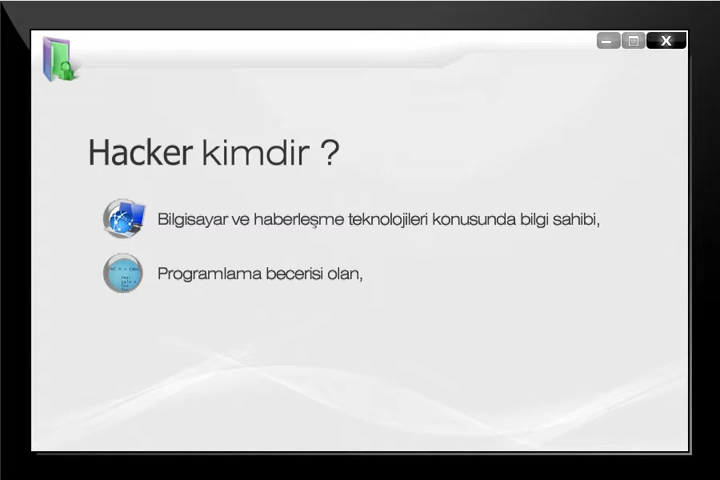 Hacker kimdir ?
Bilgisayar ve haberleşme teknolojileri konusunda bilgi sahibi,
Programlama becerisi olan,